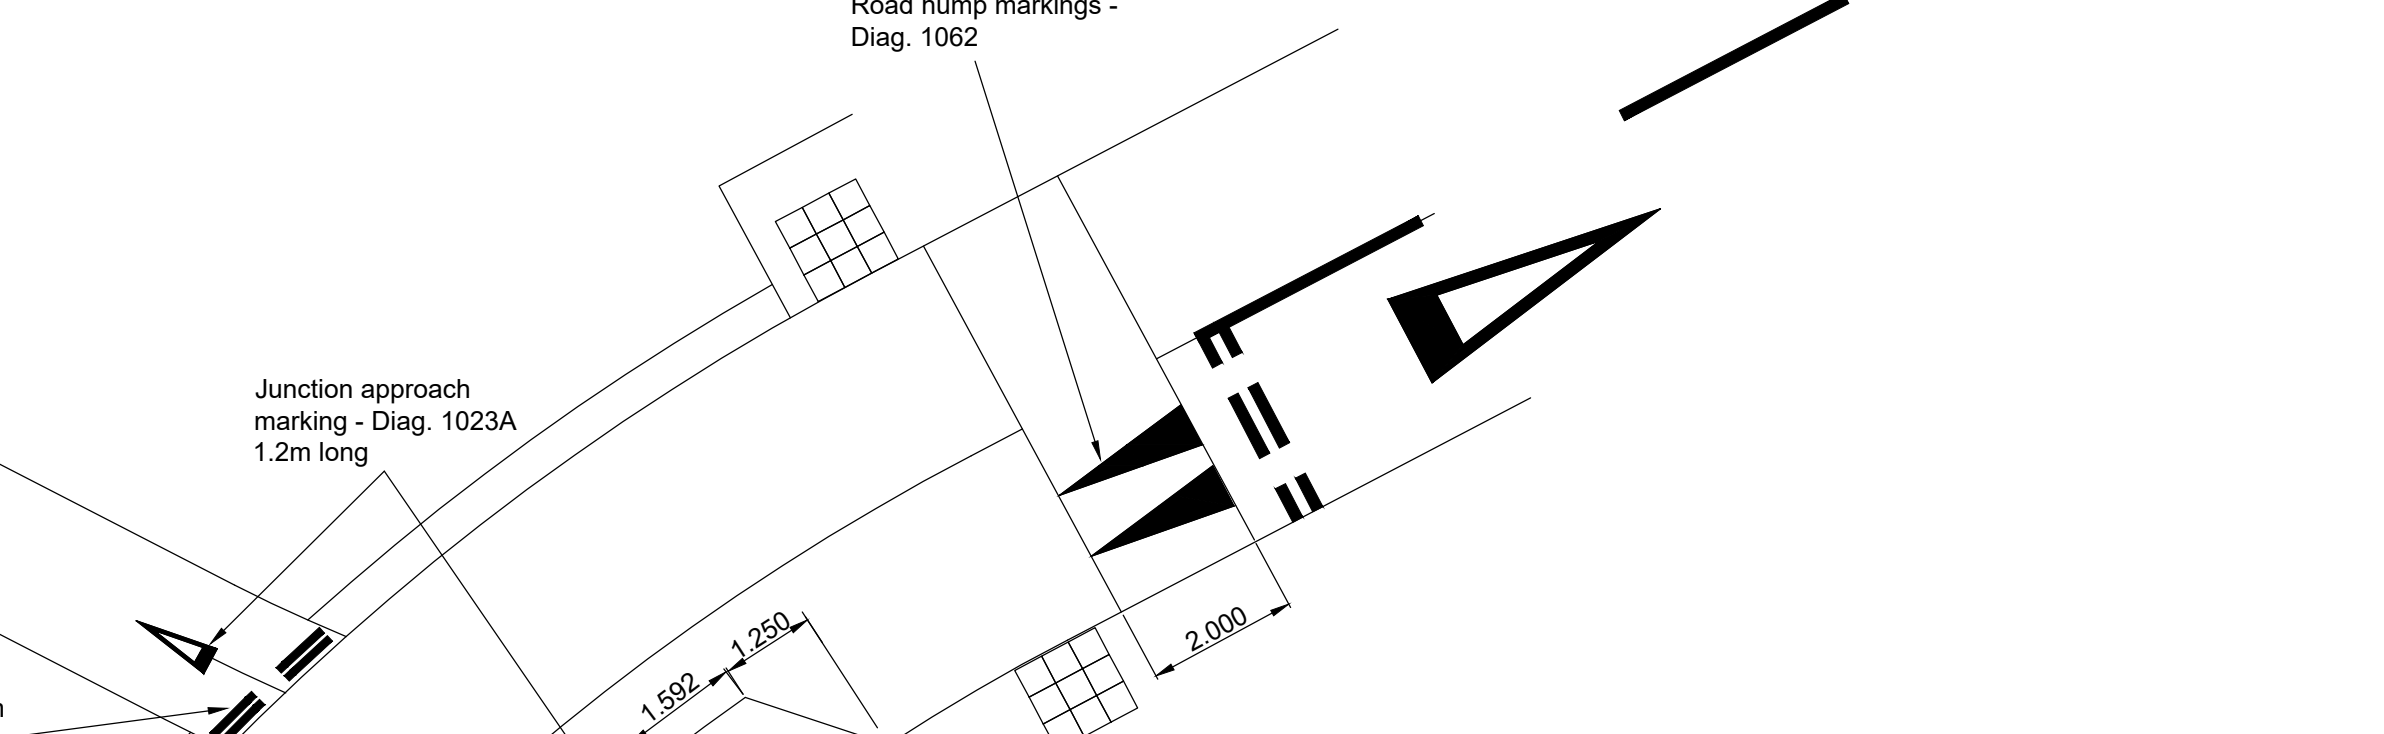 Road hump markings -
Diag. 1062
Junction approach
marking - Diag. 1023A
1.2m long
1.250
2.000
1.592